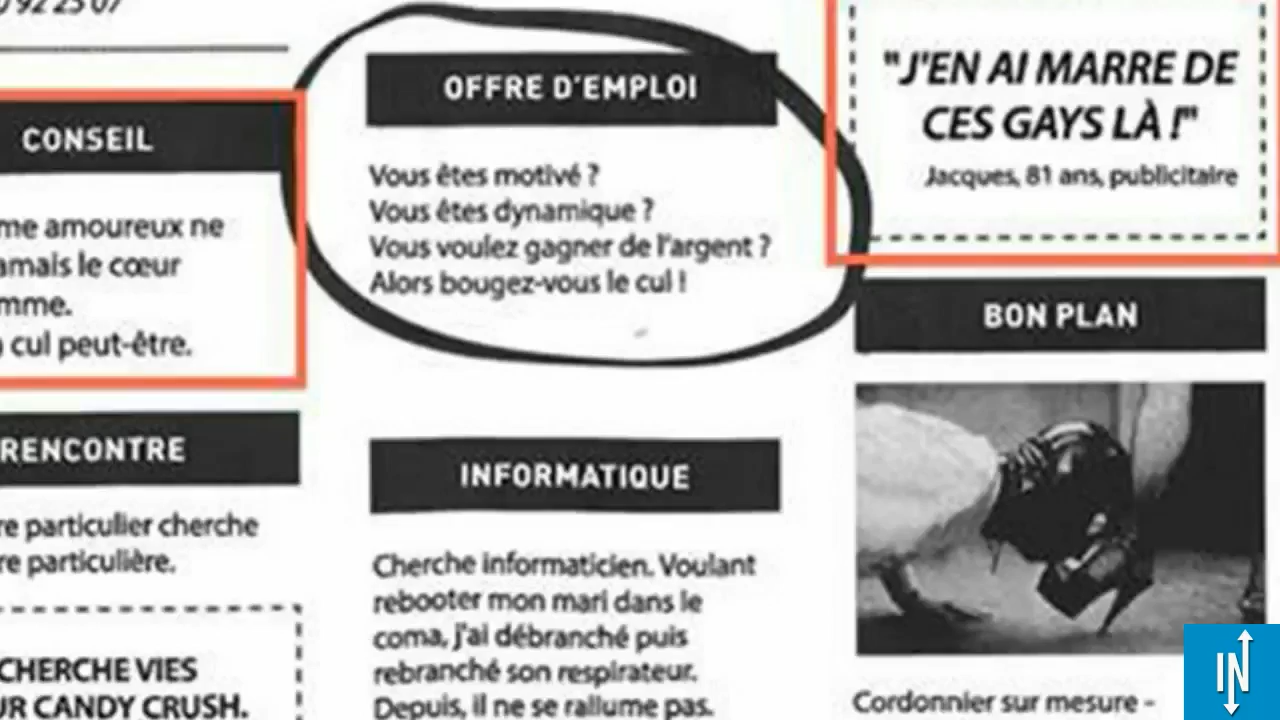 92 25 07
CONSEIL
me amoureux ne
amais le cœur
mme.
cul peut-être.
RENCONTRE
re particulier cherche
re particulière.
CHERCHE VIES
UR CANDY CRUSH.
OFFRE D'EMPLOI
Vous êtes motivé ?
Vous êtes dynamique ?
Vous voulez gagner de l'argent ?
Alors bougez-vous le cul !
INFORMATIQUE
Cherche informaticien. Voulant
rebooter mon mari dans le
coma, j'ai débranché puis
rebranché son respirateur.
Depuis, il ne se rallume pas.
"J'EN AI MARRE DE
CES GAYS LÀ !"
Jacques, 81 ans, publicitaire
BON PLAN
Cordonnier sur mesure -
IN